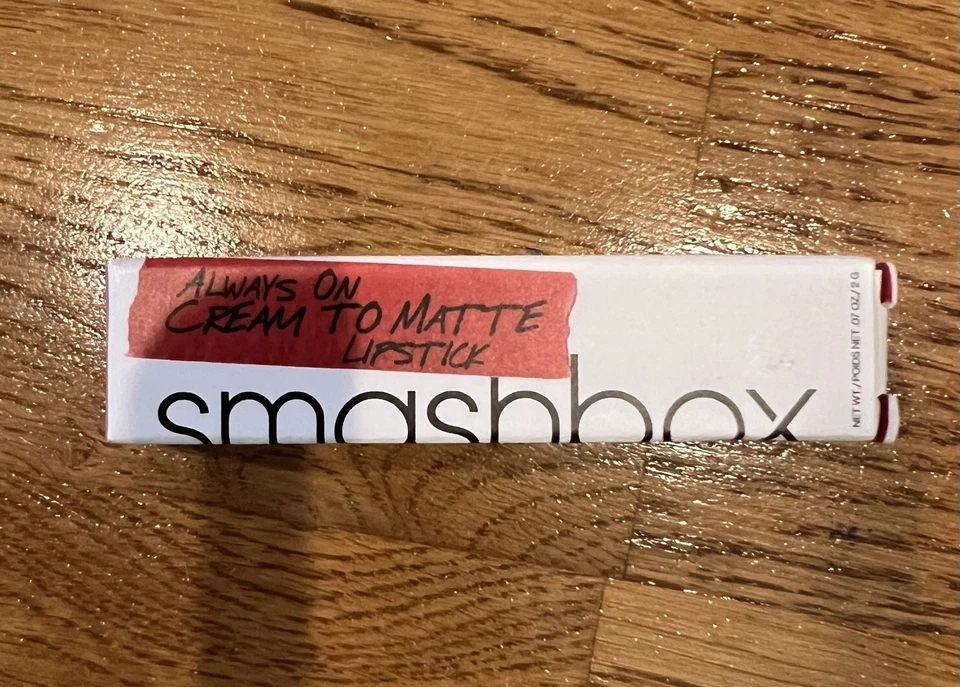 ALWAYS ON
CREAM TO MATTE
LIPSTICK
smashbox
NET WT./POIDS NET .07 OZ/2 G